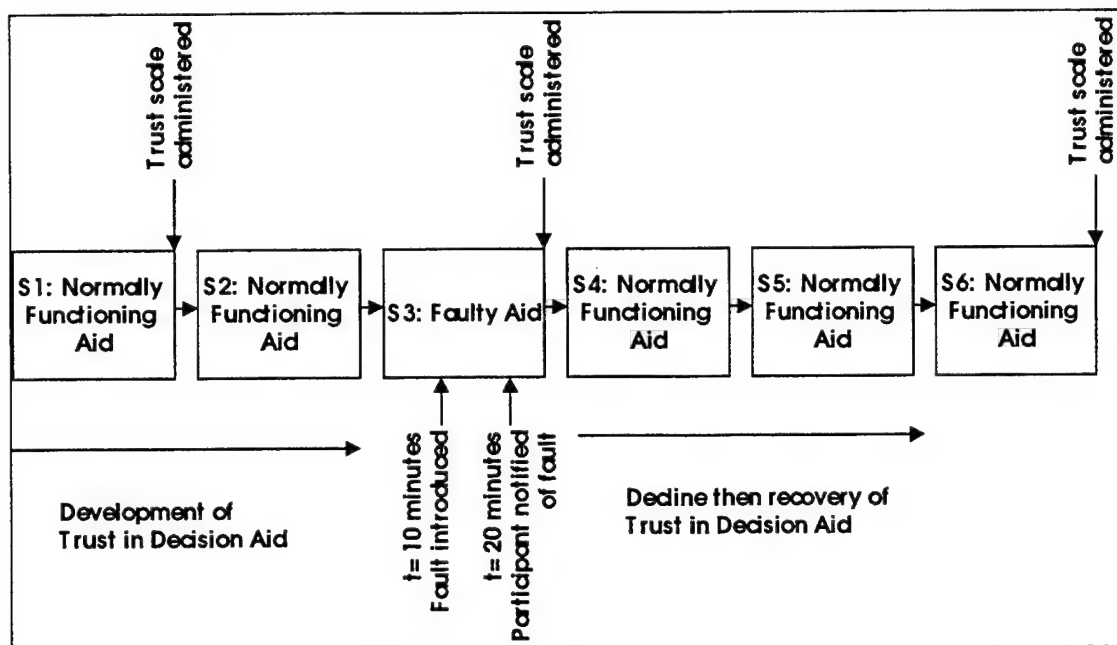 Trust scale
administered
Trust scale
administered
Trust scale
administered
S1: Normally
Functioning
Aid
S2: Normally
Functioning
Aid
S3: Faulty Aid
S4: Normally
Functioning
Aid
S5: Normally
Functioning
Aid
S6: Normally
Functioning
Aid
Development of
Trust in Decision Aid
t= 10 minutes
Fault introduced
t= 20 minutes
Participant notified
of fault
Decline then recovery of
Trust in Decision Aid